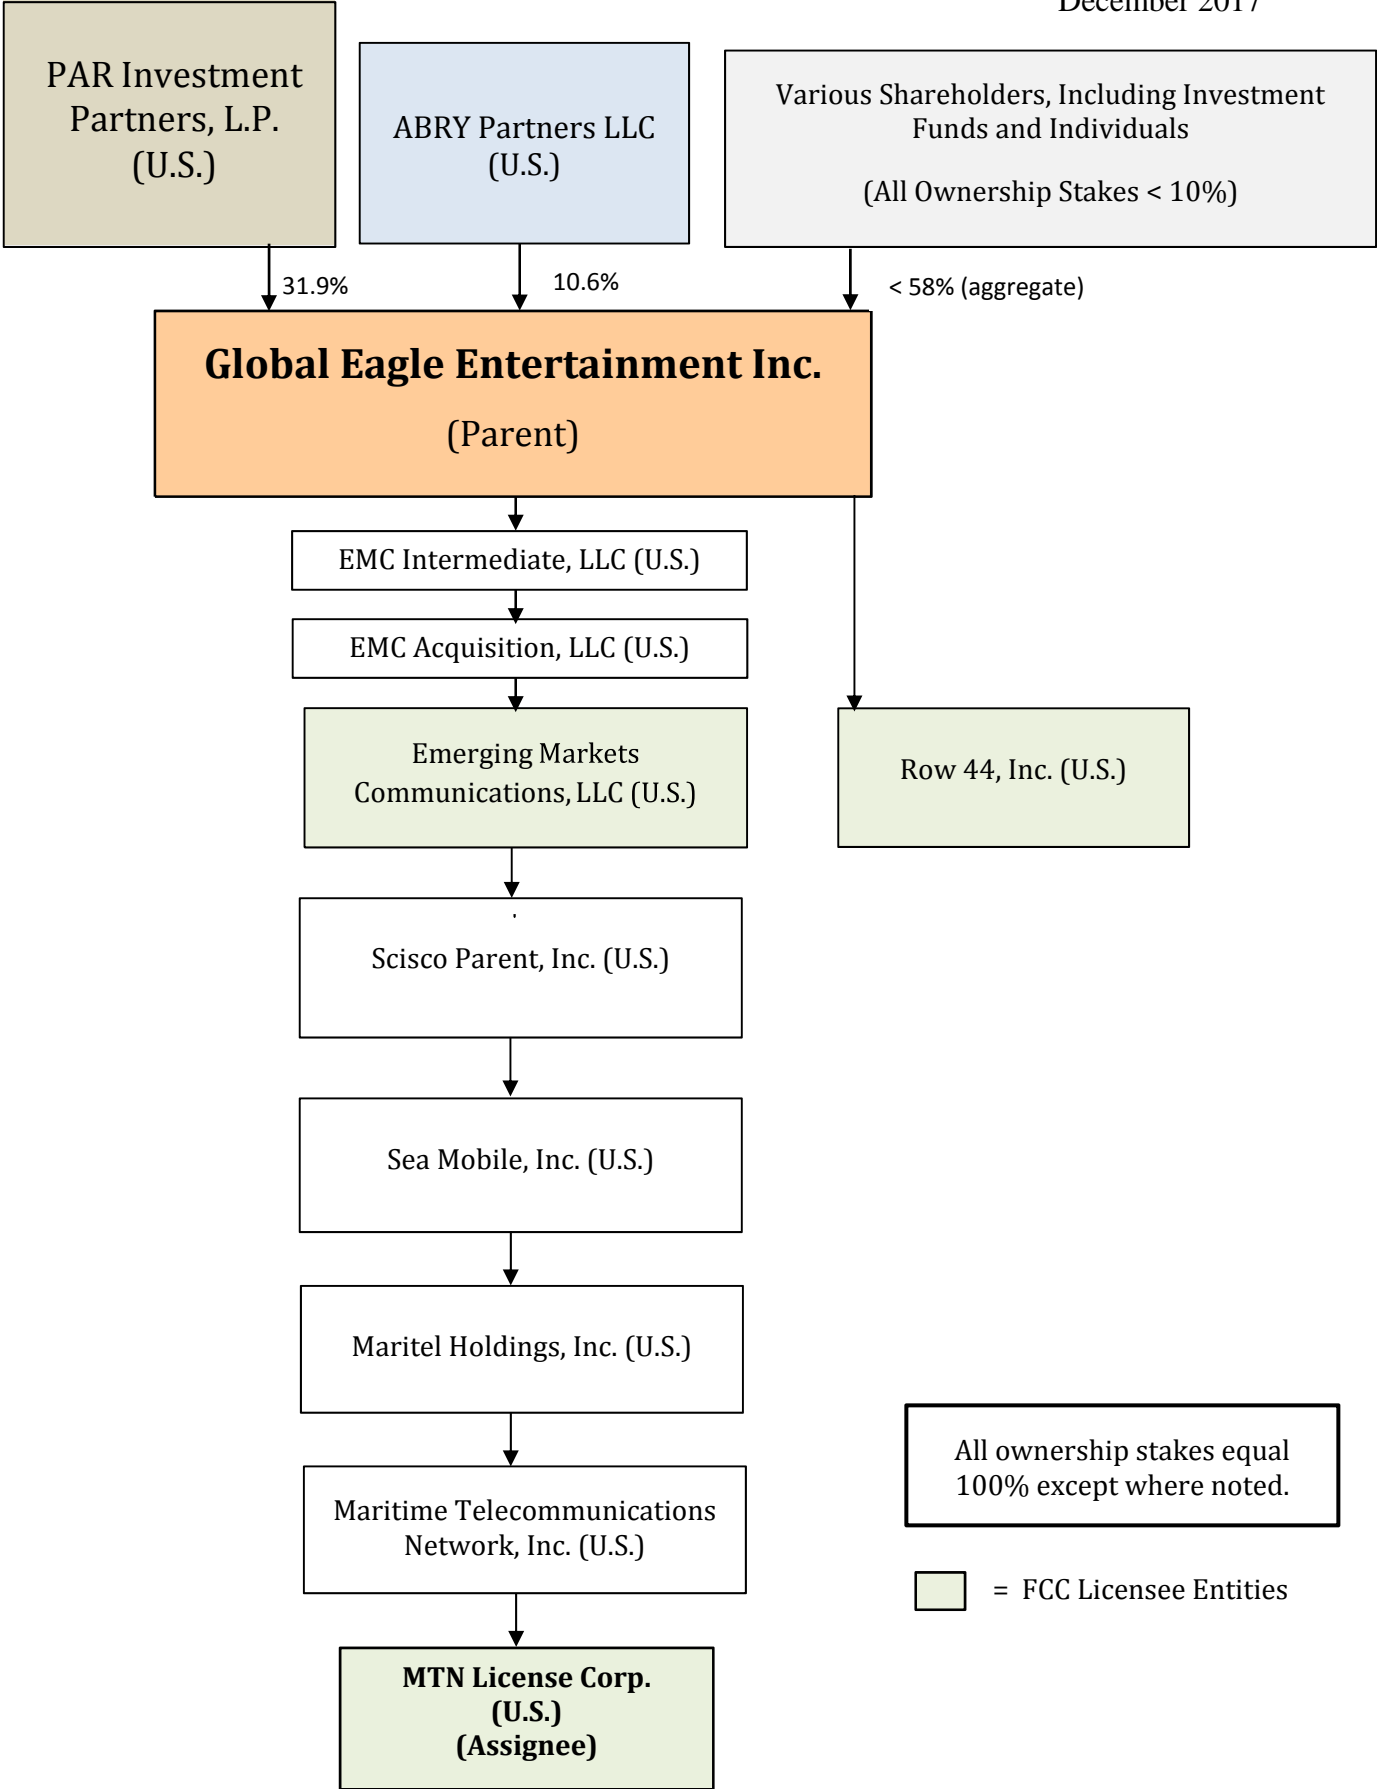 December 2017
PAR Investment
Partners, L.P.
(U.S.)
ABRY Partners LLC
(U.S.)
Various Shareholders, Including Investment
Funds and Individuals
(All Ownership Stakes < 10%)
31.9%
10.6%
< 58% (aggregate)
Global Eagle Entertainment Inc.
(Parent)
EMC Intermediate, LLC (U.S.)
EMC Acquisition, LLC (U.S.)
Emerging Markets
Communications, LLC (U.S.)
Row 44, Inc. (U.S.)
Scisco Parent, Inc. (U.S.)
Sea Mobile, Inc. (U.S.)
Maritel Holdings, Inc. (U.S.)
All ownership stakes equal
100% except where noted.
Maritime Telecommunications
Network, Inc. (U.S.)
= FCC Licensee Entities
MTN License Corp.
(U.S.)
(Assignee)